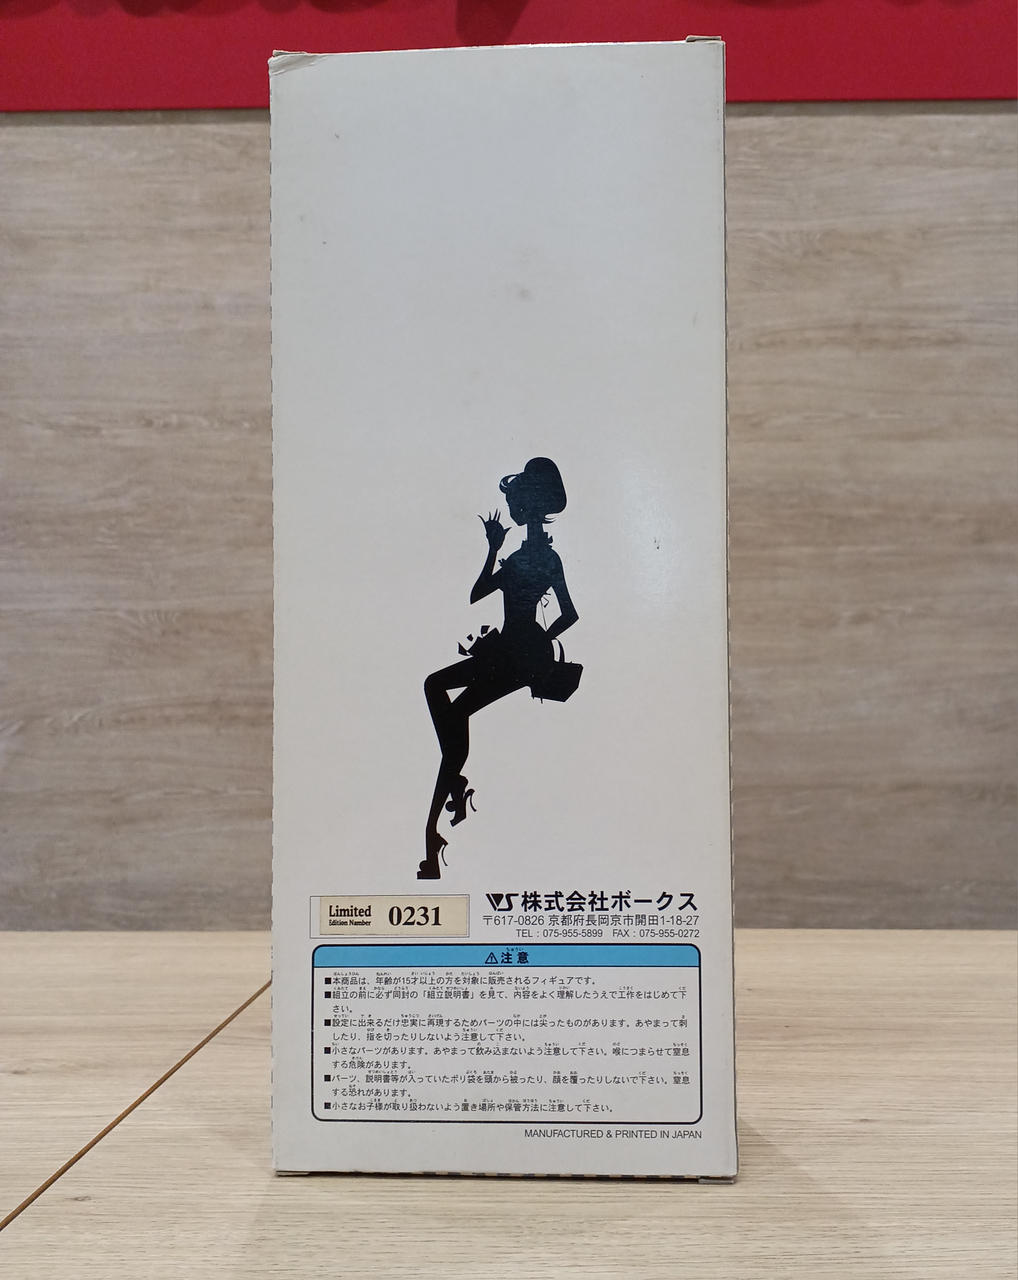 Limited
Edition Number
0231
VS 株式会社ボークス
〒617-0826 京都府長岡京市開田1-18-27
TEL：075-955-5899　FAX：075-955-0272
⚠注意
■本商品は、年齢が15才以上の方を対象に販売されるフィギュアです。
■組立の前に必ず同封の「組立説明書」を見て、内容をよく理解したうえで工作をはじめて下
さい。
■設定に出来るだけ忠実に再現するためパーツの中には尖ったものがあります。あやまって刺
したり、指を切ったりしないよう注意して下さい。
■小さなパーツがあります。あやまって飲み込まないよう注意して下さい。喉につまらせて窒息
する危険があります。
■パーツ、説明書等が入っていたポリ袋を頭から被ったり、顔を覆ったりしないで下さい。窒息
する恐れがあります。
■小さなお子様が取り扱わないよう置き場所や保管方法に注意して下さい。
MANUFACTURED & PRINTED IN JAPAN